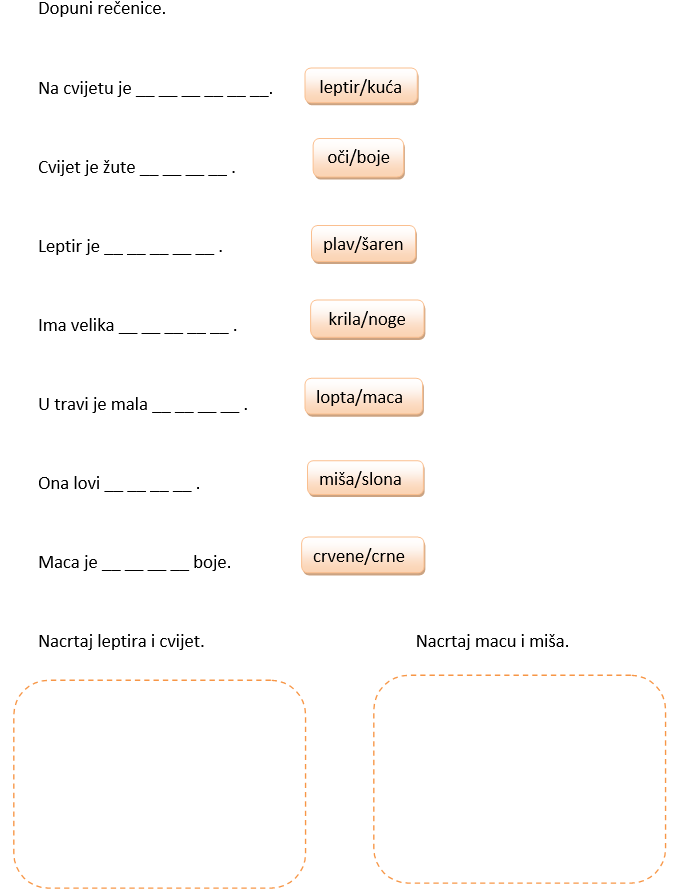 Dopuni rečenice.
Na cvijetu je __ __ __ __ __ __. leptir/kuća
Cvijet je žute __ __ __ __ . oči/boje
Leptir je __ __ __ __ __ . plav/šaren
Ima velika __ __ __ __ __ . krila/noge
U travi je mala __ __ __ __ . lopta/maca
Ona lovi __ __ __ __ . miša/slona
Maca je __ __ __ __ boje. crvene/crne
Nacrtaj leptira i cvijet. Nacrtaj macu i miša.